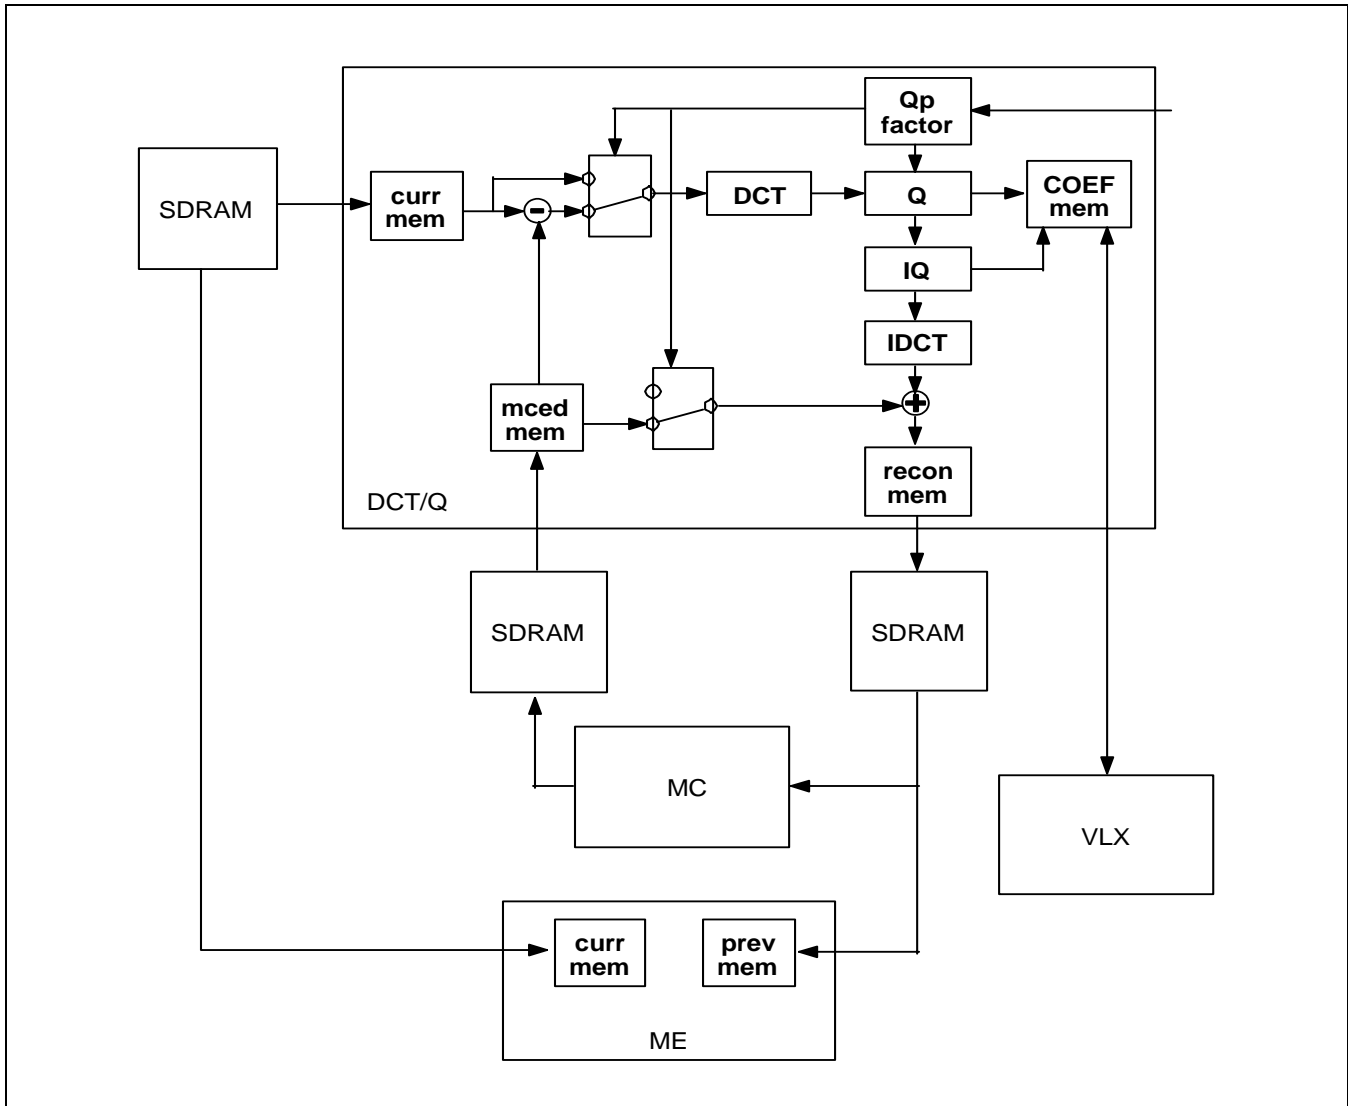 Qp
factor
SDRAM
curr
mem
-
DCT
Q
COEF
mem
IQ
IDCT
mced
mem
+
recon
mem
DCT/Q
SDRAM
SDRAM
MC
VLX
curr
mem
prev
mem
ME